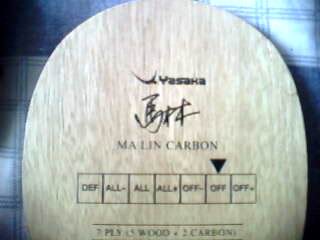 Yasaka
馬林
MA LIN CARBON
DEF ALL- ALL ALL+ OFF- OFF OFF+
7 PLY (5 WOOD + 2 CARBON)